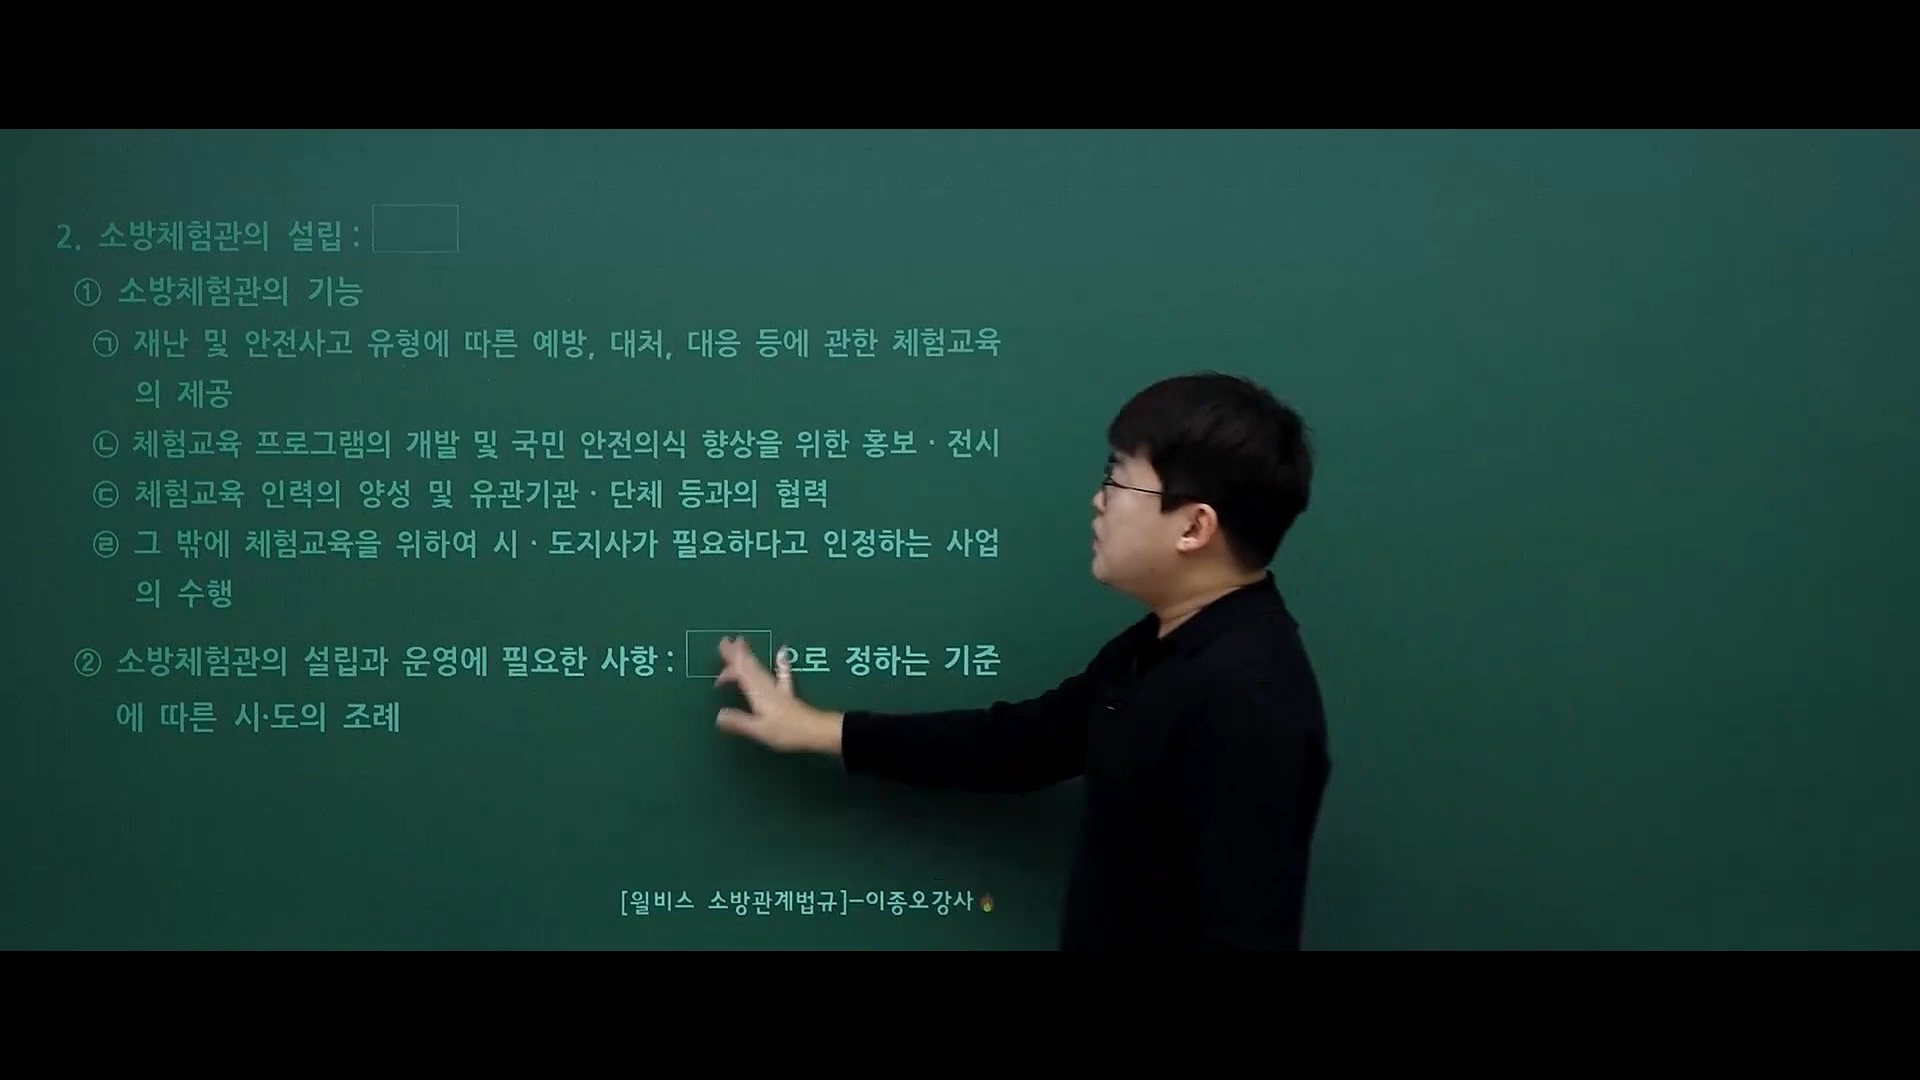 2. 소방체험관의 설립 :
① 소방체험관의 기능
㉠ 재난 및 안전사고 유형에 따른 예방, 대처, 대응 등에 관한 체험교육
의 제공
㉡ 체험교육 프로그램의 개발 및 국민 안전의식 향상을 위한 홍보 · 전시
㉢ 체험교육 인력의 양성 및 유관기관 · 단체 등과의 협력
㉣ 그 밖에 체험교육을 위하여 시 · 도지사가 필요하다고 인정하는 사업
의 수행
② 소방체험관의 설립과 운영에 필요한 사항 : 으로 정하는 기준
에 따른 시·도의 조례
[윌비스 소방관계법규]-이종오강사